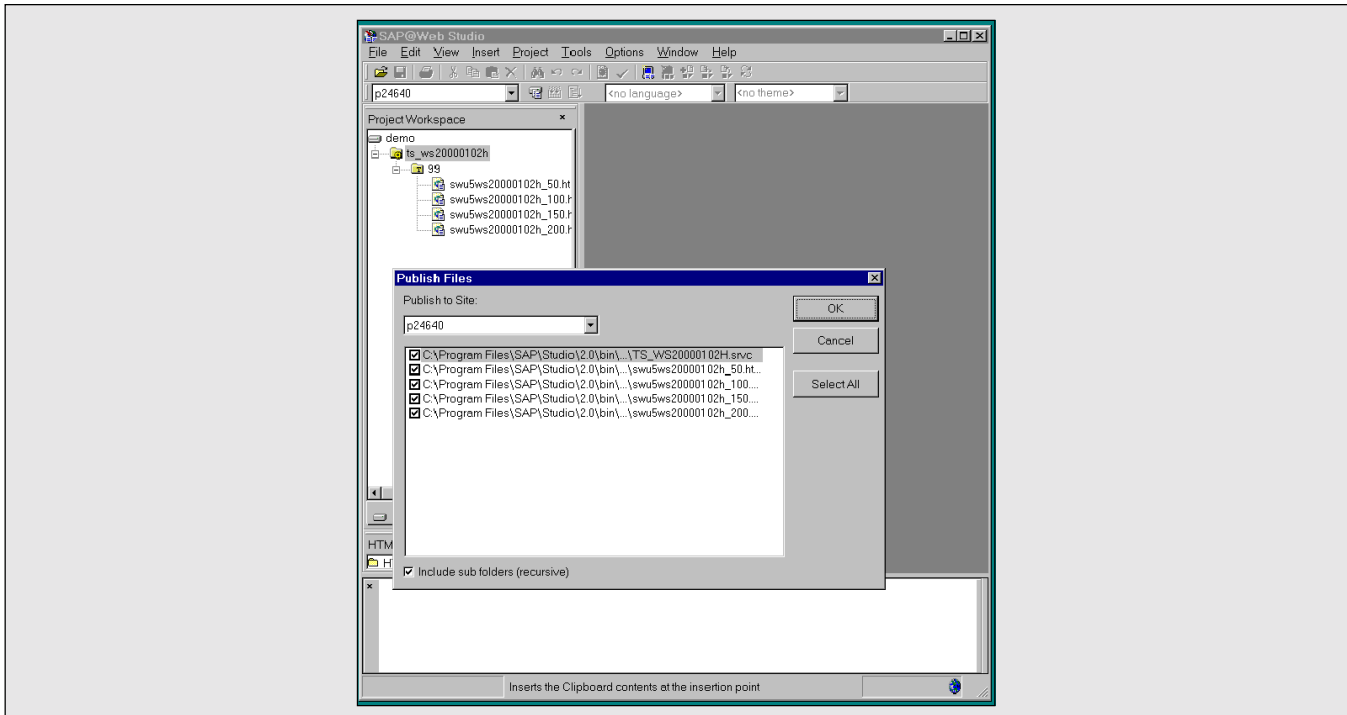 SAP@Web Studio
File Edit View Insert Project Tools Options Window Help
p24640 <no language> <no theme>
Project Workspace
demo
ts_ws20000102h
99
swu5ws20000102h_50.ht
swu5ws20000102h_100.h
swu5ws20000102h_150.h
swu5ws20000102h_200.h
Publish Files
Publish to Site:
OK
p24640
Cancel
C:\Program Files\SAP\Studio\2.0\bin\...\TS_WS20000102H.srvc
C:\Program Files\SAP\Studio\2.0\bin\...\swu5ws20000102h_50.ht...
Select All
C:\Program Files\SAP\Studio\2.0\bin\...\swu5ws20000102h_100....
C:\Program Files\SAP\Studio\2.0\bin\...\swu5ws20000102h_150....
C:\Program Files\SAP\Studio\2.0\bin\...\swu5ws20000102h_200....
HTM
H
Include sub folders (recursive)
Inserts the Clipboard contents at the insertion point